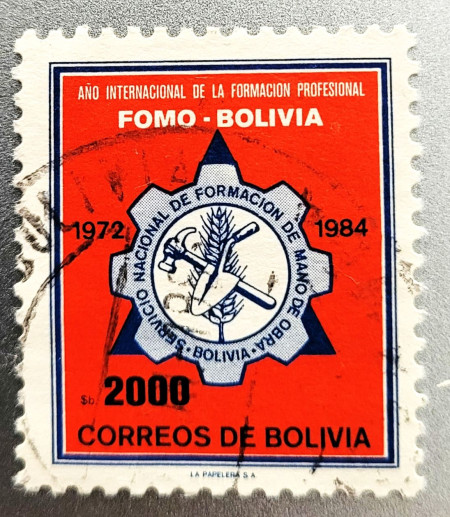 AÑO INTERNACIONAL DE LA FORMACION PROFESIONAL
FOMO - BOLIVIA
1972 1984
SERVICIO NACIONAL DE FORMACION DE MANO DE OBRA
· BOLIVIA ·
$b. 2000
CORREOS DE BOLIVIA
LA PAPELERA S.A.